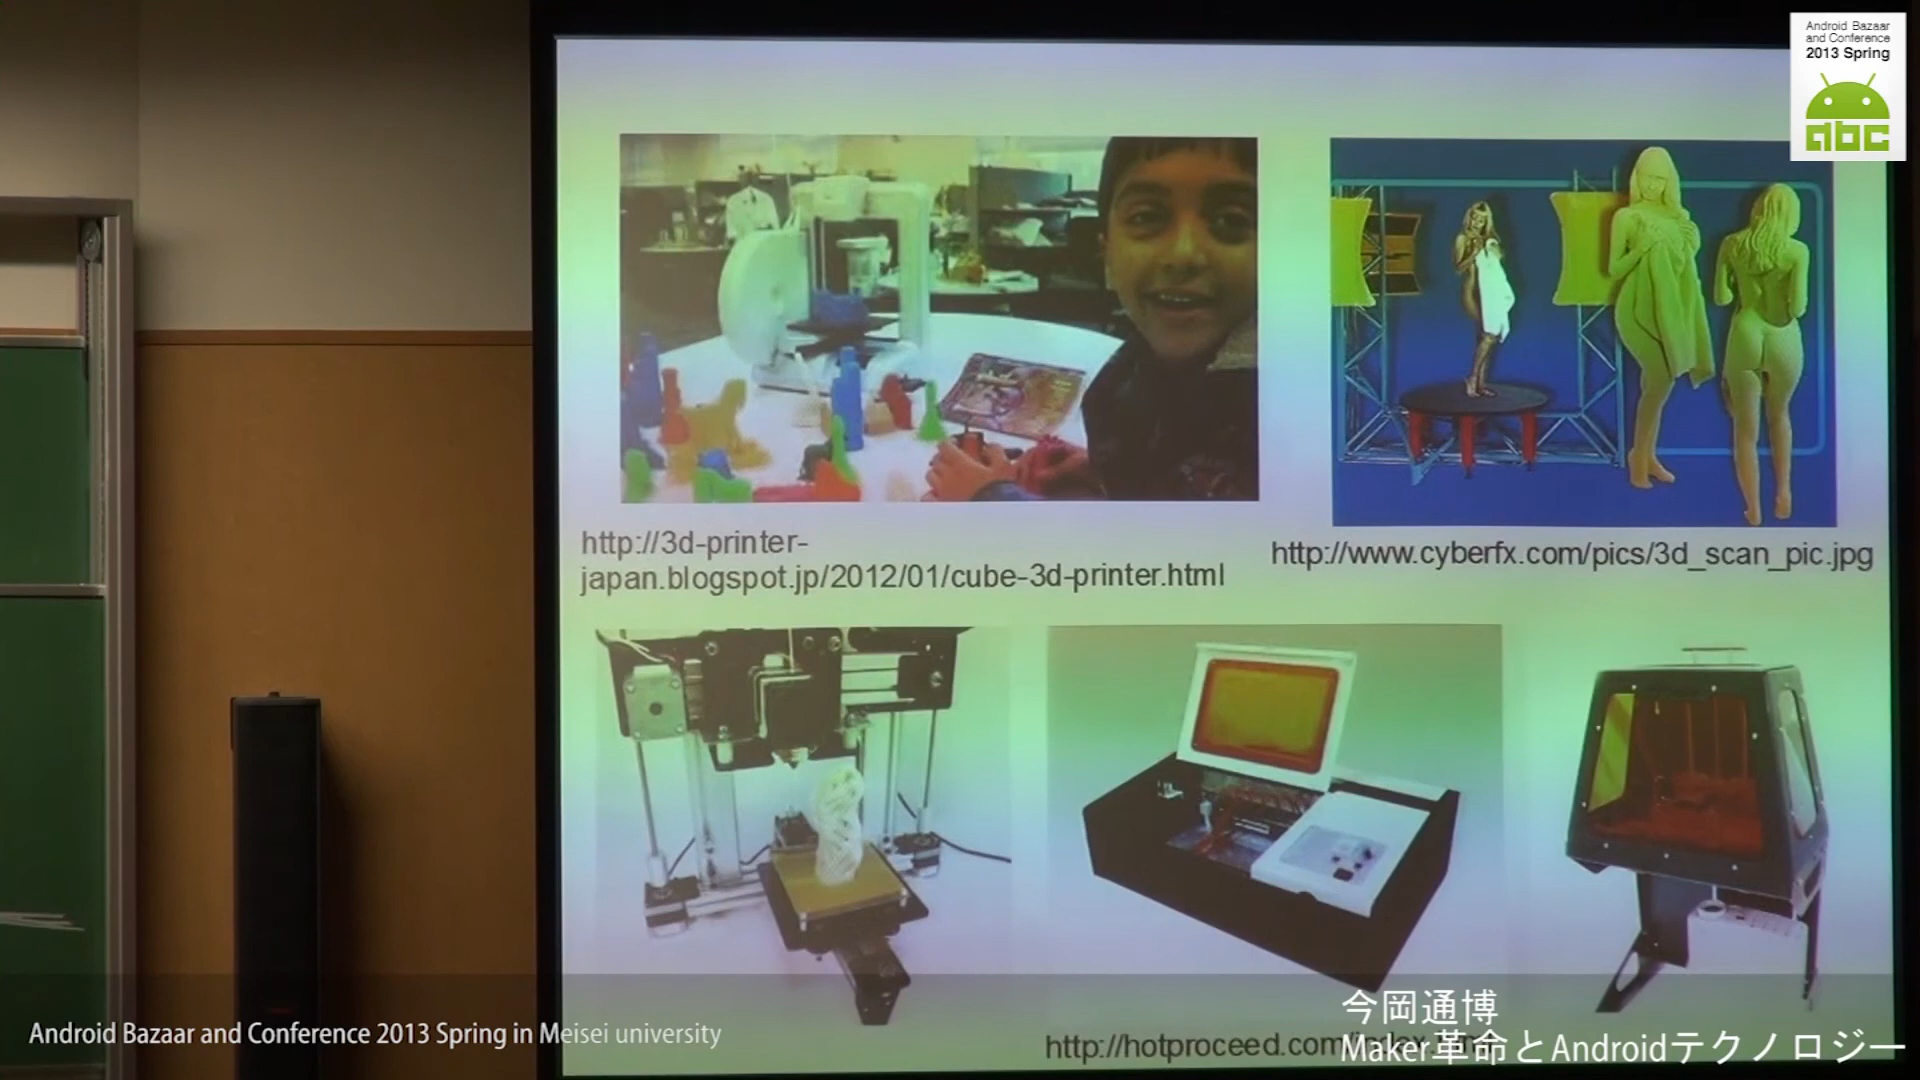 Android Bazaar
and Conference
2013 Spring
abc
http://3d-printer-
japan.blogspot.jp/2012/01/cube-3d-printer.html
http://www.cyberfx.com/pics/3d_scan_pic.jpg
http://hotproceed.com/index
今岡通博
Maker革命とAndroidテクノロジー
Android Bazaar and Conference 2013 Spring in Meisei university